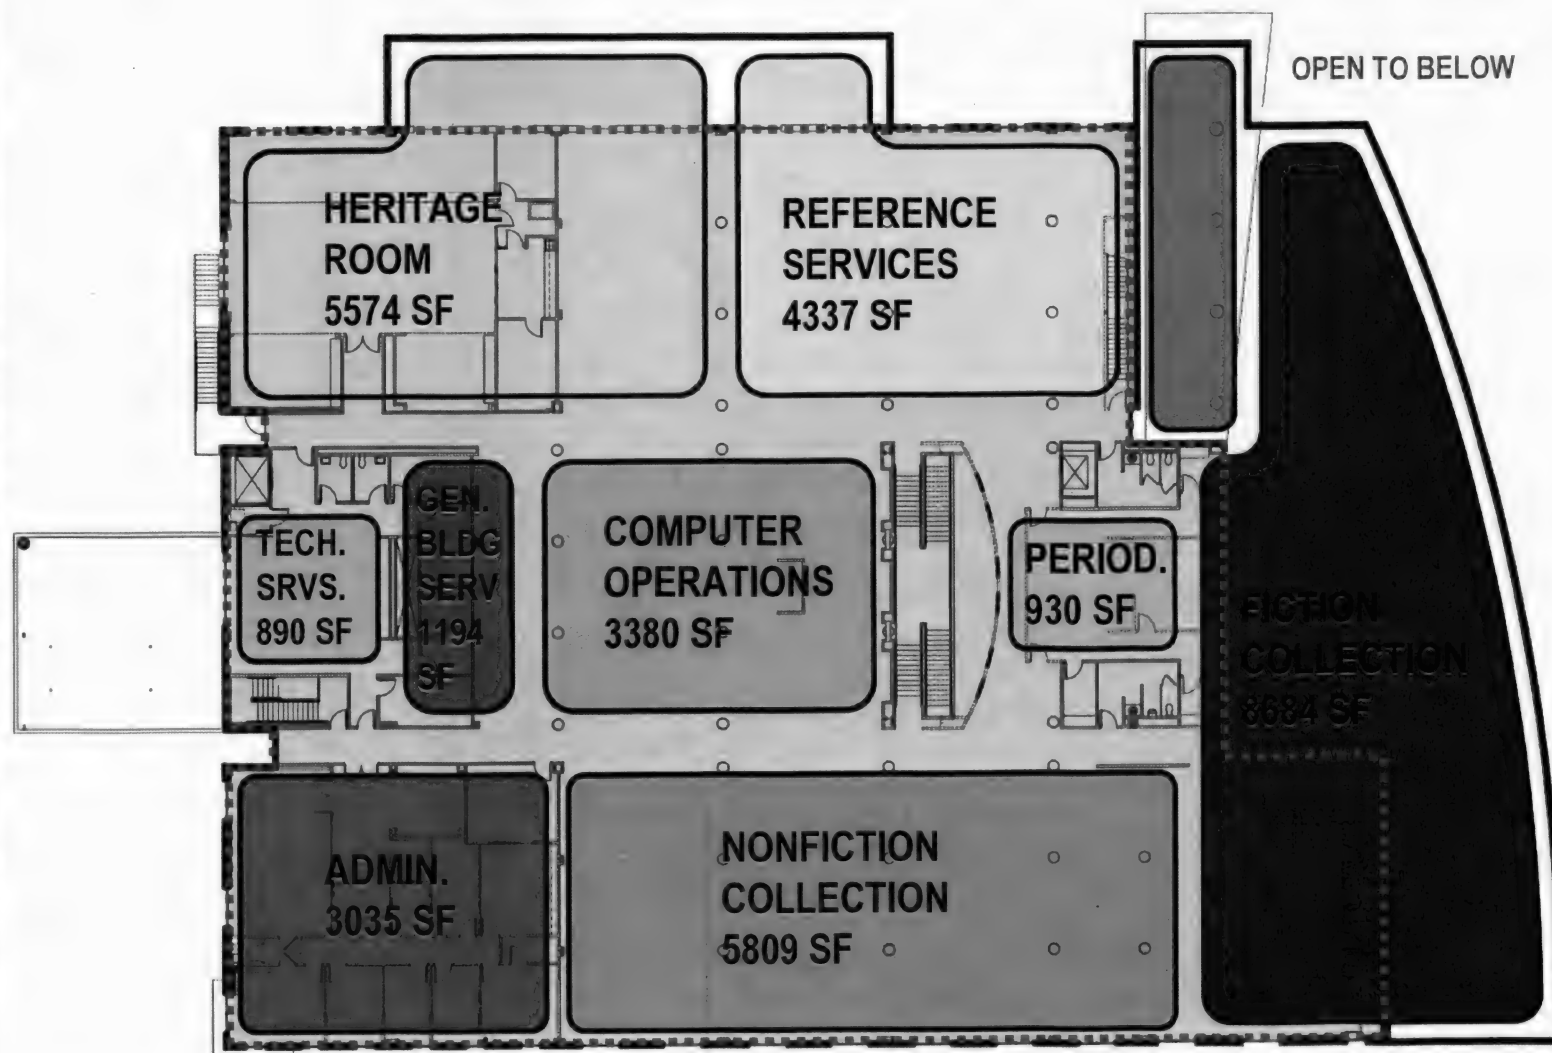 OPEN TO BELOW
HERITAGE
ROOM
5574 SF
REFERENCE
SERVICES
4337 SF
TECH.
SRVS.
890 SF
GEN.
BLDG
SERV
1194
SF
COMPUTER
OPERATIONS
3380 SF
PERIOD.
930 SF
FICTION
COLLECTION
8684 SF
ADMIN.
3035 SF
NONFICTION
COLLECTION
5809 SF